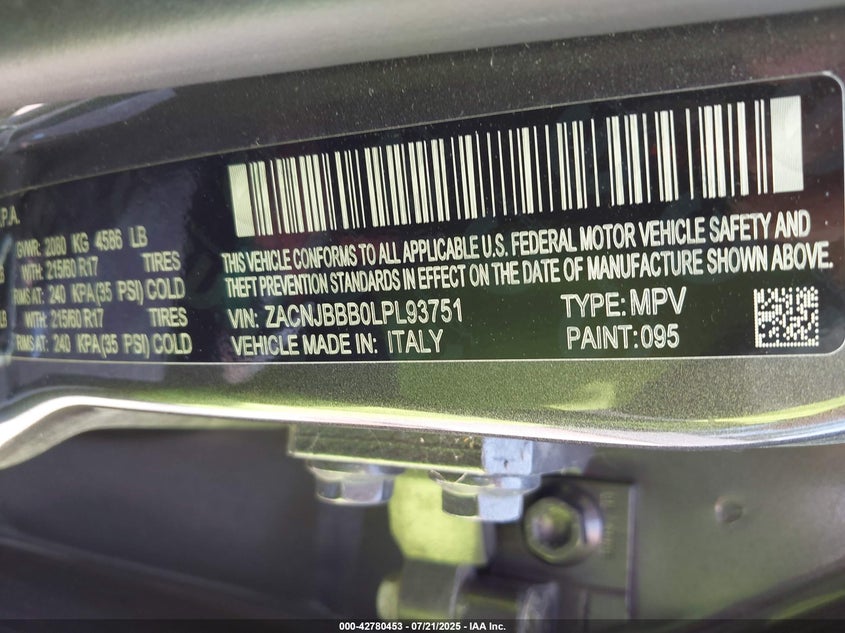 P.A.
GVWR: 2080 KG 4586 LB
WITH: 215/60 R17 TIRES
RIMS AT: 240 KPA(35 PSI) COLD
WITH: 215/60 R17 TIRES
RIMS AT: 240 KPA(35 PSI) COLD
THIS VEHICLE CONFORMS TO ALL APPLICABLE U.S. FEDERAL MOTOR VEHICLE SAFETY AND
THEFT PREVENTION STANDARDS IN EFFECT ON THE DATE OF MANUFACTURE SHOWN ABOVE.
VIN: ZACNJBBB0LPL93751 TYPE: MPV
VEHICLE MADE IN: ITALY PAINT: 095
000-42780453 - 07/21/2025 - IAA Inc.